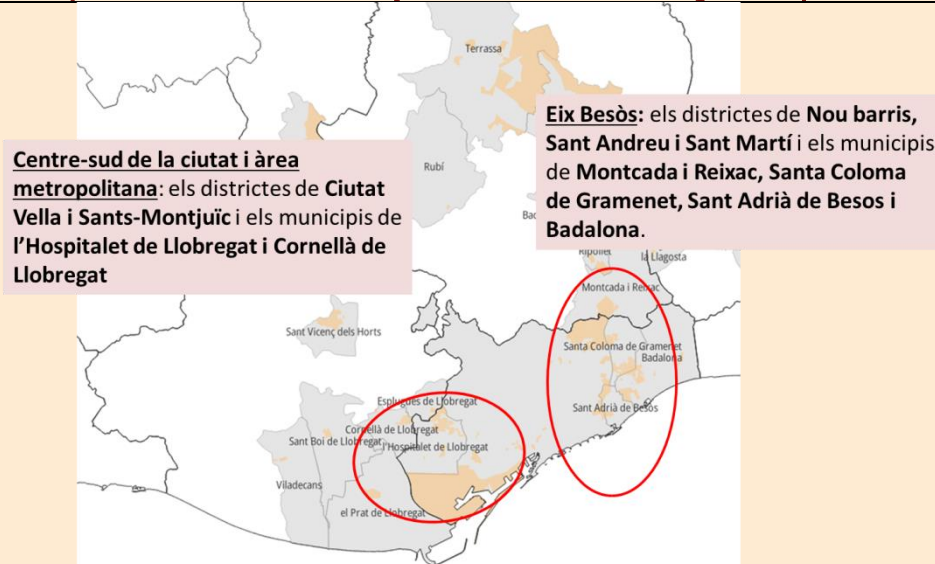 Terrassa
Rubí
Centre-sud de la ciutat i àrea
metropolitana: els districtes de Ciutat
Vella i Sants-Montjuïc i els municipis de
l'Hospitalet de Llobregat i Cornellà de
Llobregat
Eix Besòs: els districtes de Nou barris,
Sant Andreu i Sant Martí i els municipis
de Montcada i Reixac, Santa Coloma
de Gramenet, Sant Adrià de Besos i
Badalona.
Ripollet
la Llagosta
Montcada i Reixac
Sant Vicenç dels Horts
Santa Coloma de Gramenet
Badalona
Esplugues de Llobregat
Sant Adrià de Besòs
Cornellà de Llobregat
Sant Boi de Llobregat
l'Hospitalet de Llobregat
Viladecans
el Prat de Llobregat